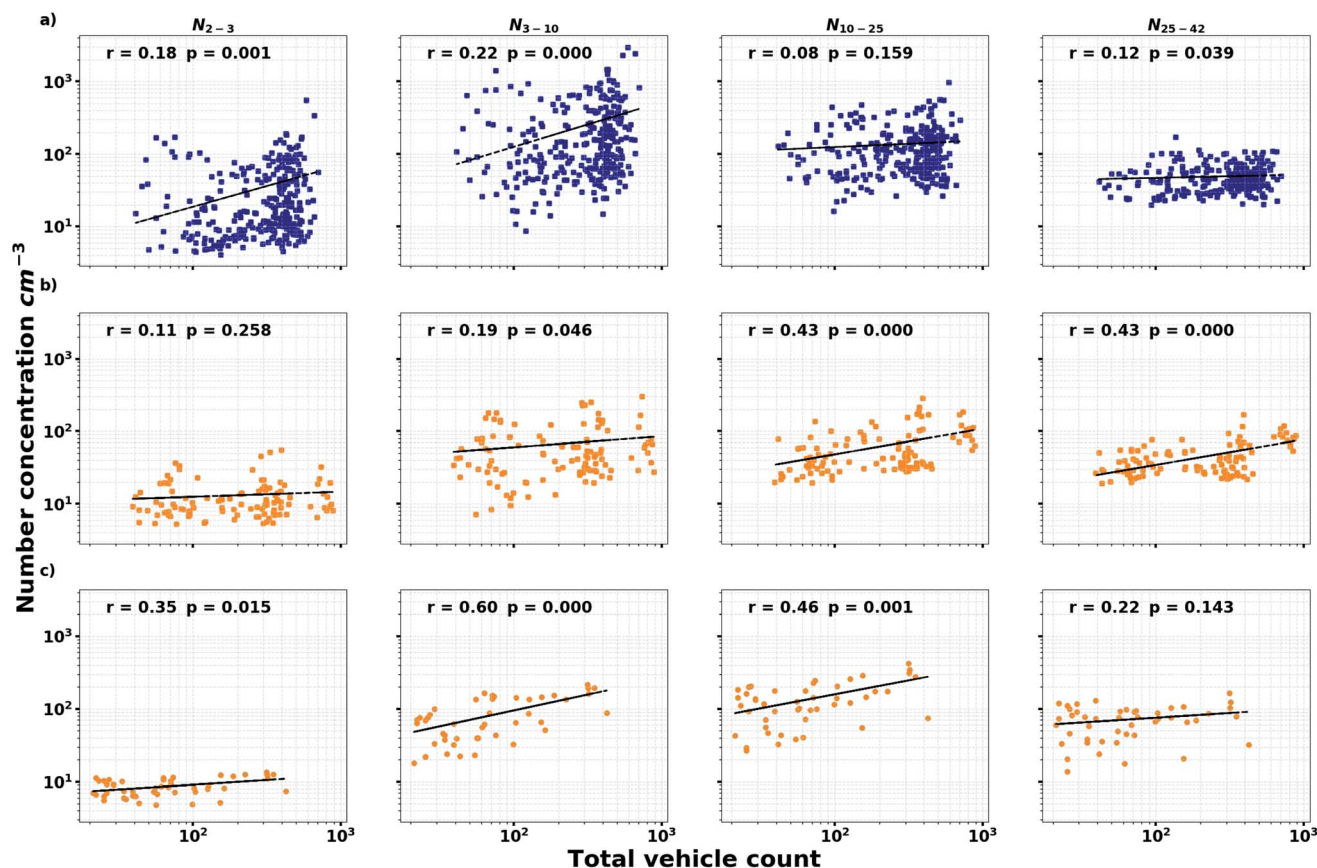 a)
N₂₋₃
N₃₋₁₀
N₁₀₋₂₅
N₂₅₋₄₂
r = 0.18 p = 0.001
r = 0.22 p = 0.000
r = 0.08 p = 0.159
r = 0.12 p = 0.039
10³
10²
10¹
b)
r = 0.11 p = 0.258
r = 0.19 p = 0.046
r = 0.43 p = 0.000
r = 0.43 p = 0.000
10³
10²
10¹
Number concentration cm⁻³
c)
r = 0.35 p = 0.015
r = 0.60 p = 0.000
r = 0.46 p = 0.001
r = 0.22 p = 0.143
10³
10²
10¹
10² 10³ 10² 10³ 10² 10³ 10² 10³
Total vehicle count